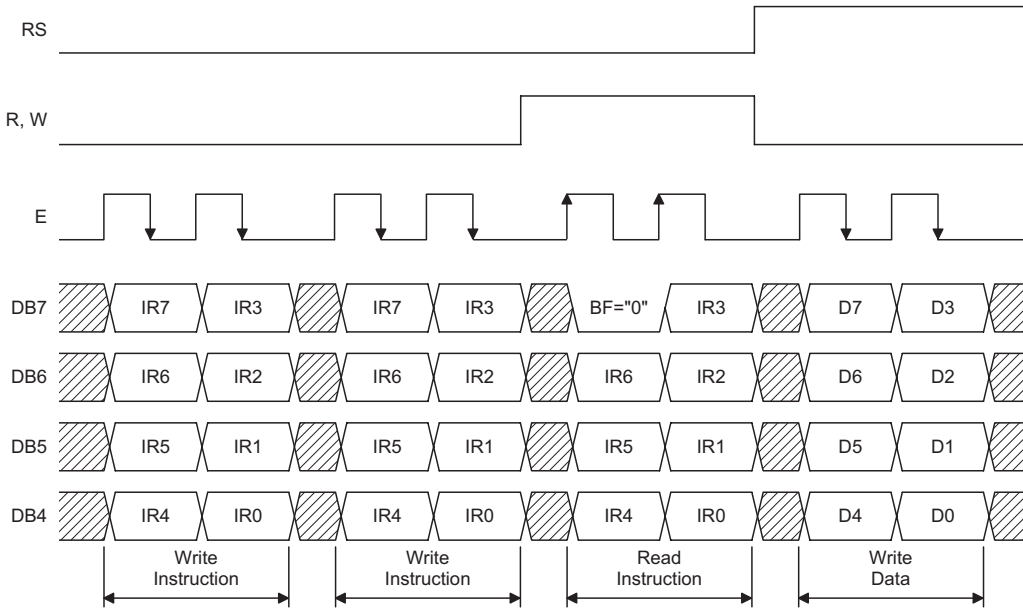 RS
R, W
E
DB7 IR7 IR3 IR7 IR3 BF="0" IR3 D7 D3
DB6 IR6 IR2 IR6 IR2 IR6 IR2 D6 D2
DB5 IR5 IR1 IR5 IR1 IR5 IR1 D5 D1
DB4 IR4 IR0 IR4 IR0 IR4 IR0 D4 D0
Write Write Read Write
Instruction Instruction Instruction Data